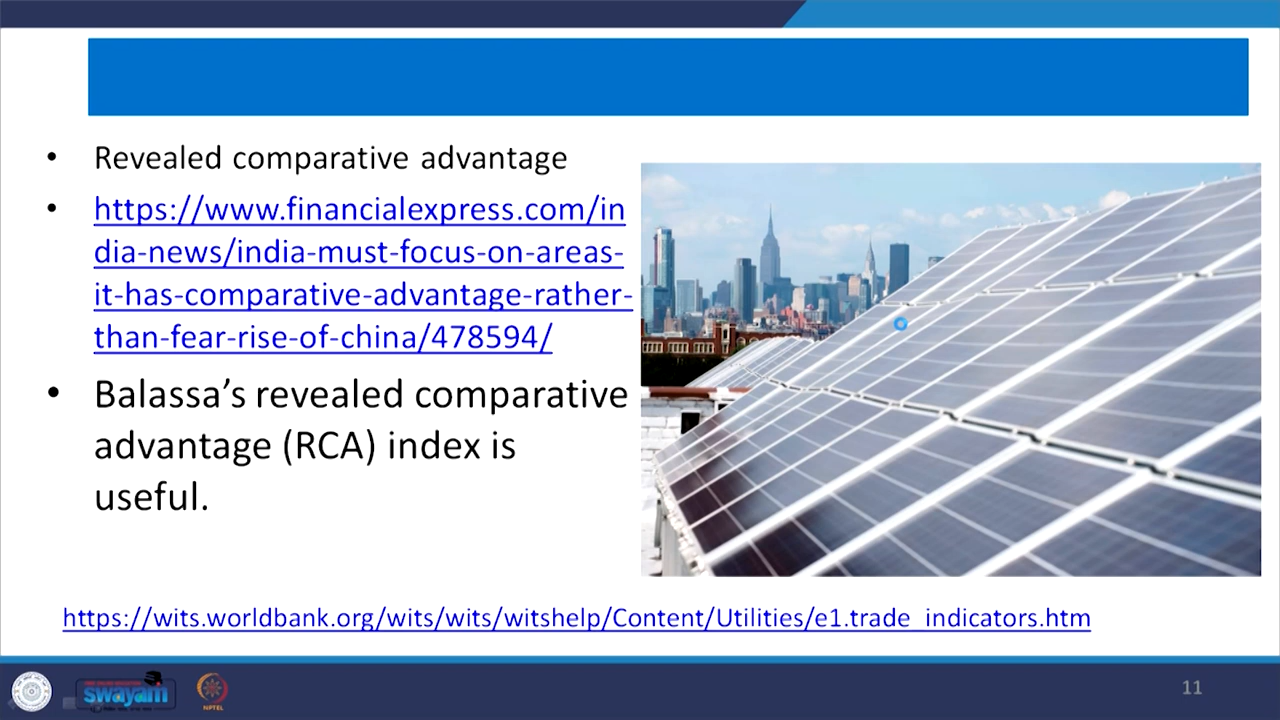 • Revealed comparative advantage
• https://www.financialexpress.com/in
dia-news/india-must-focus-on-areas-
it-has-comparative-advantage-rather-
than-fear-rise-of-china/478594/
• Balassa’s revealed comparative
advantage (RCA) index is
useful.
https://wits.worldbank.org/wits/wits/witshelp/Content/Utilities/e1.trade_indicators.htm
swayam
NPTEL
11